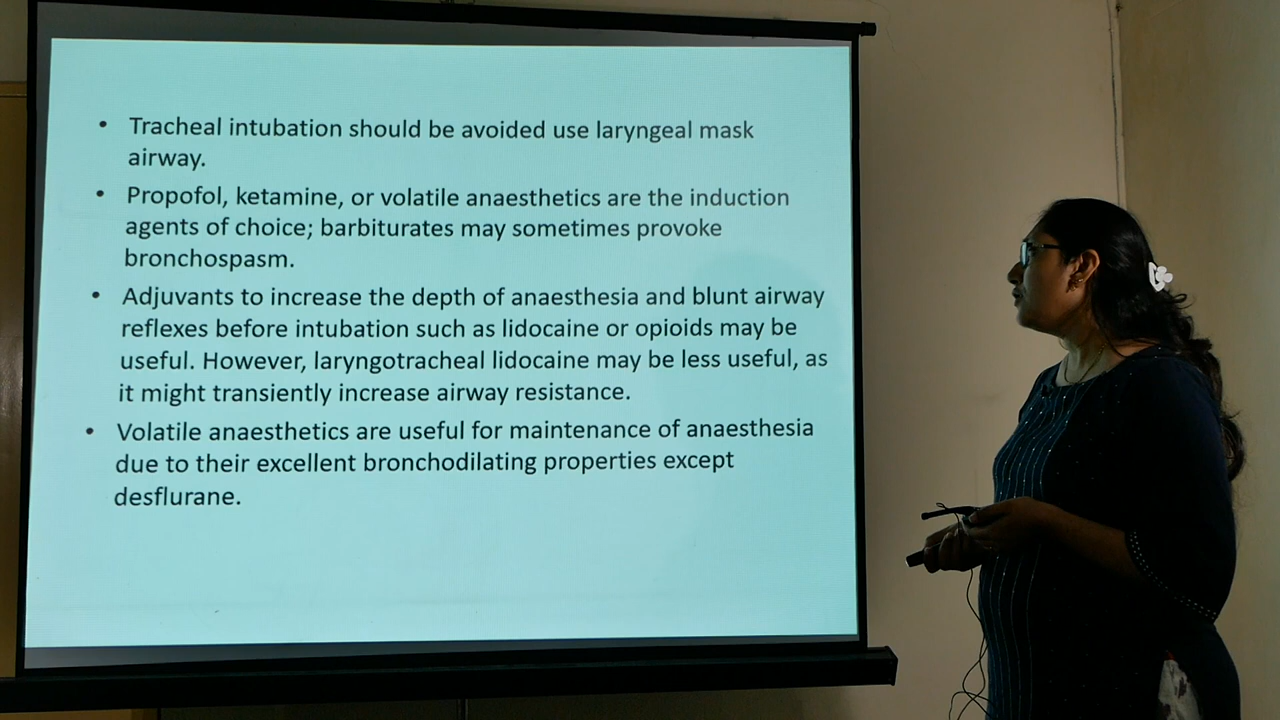 • Tracheal intubation should be avoided use laryngeal mask
airway.
• Propofol, ketamine, or volatile anaesthetics are the induction
agents of choice; barbiturates may sometimes provoke
bronchospasm.
• Adjuvants to increase the depth of anaesthesia and blunt airway
reflexes before intubation such as lidocaine or opioids may be
useful. However, laryngotracheal lidocaine may be less useful, as
it might transiently increase airway resistance.
• Volatile anaesthetics are useful for maintenance of anaesthesia
due to their excellent bronchodilating properties except
desflurane.